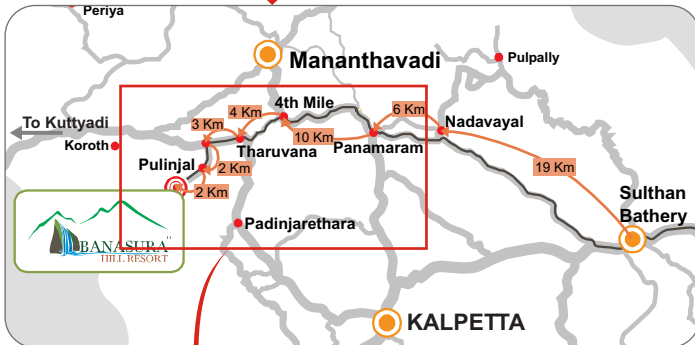 Periya
Mananthavadi
Pulpally
6 Km
4 Km
4th Mile
To Kuttyadi
3 Km
Nadavayal
10 Km
Koroth
Tharuvana
Panamaram
Pulinjal
2 Km
19 Km
2 Km
Sulthan
Bathery
Padinjarethara
BANASURA
HILL RESORT
KALPETTA